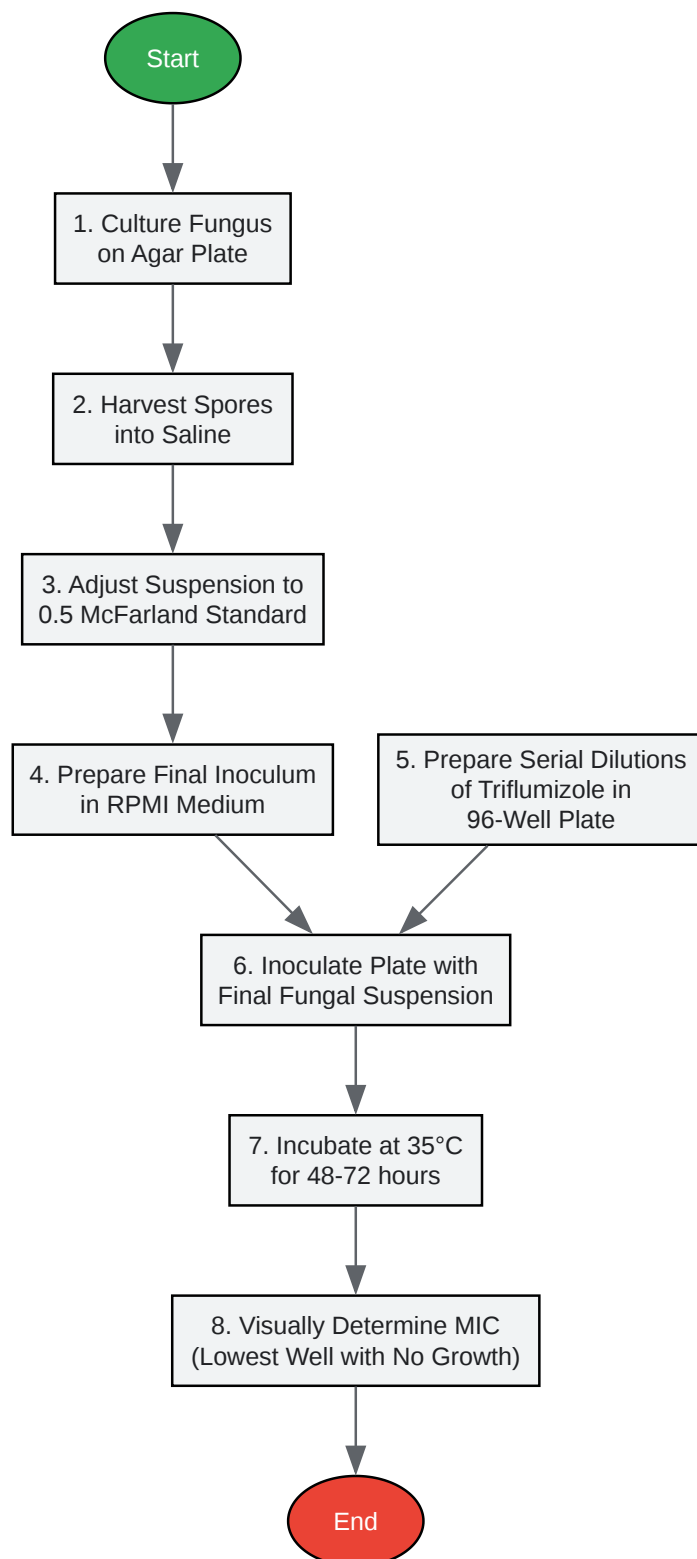 Start
1. Culture Fungus
on Agar Plate
2. Harvest Spores
into Saline
3. Adjust Suspension to
0.5 McFarland Standard
4. Prepare Final Inoculum
in RPMI Medium
5. Prepare Serial Dilutions
of Triflumizole in
96-Well Plate
6. Inoculate Plate with
Final Fungal Suspension
7. Incubate at 35°C
for 48-72 hours
8. Visually Determine MIC
(Lowest Well with No Growth)
End